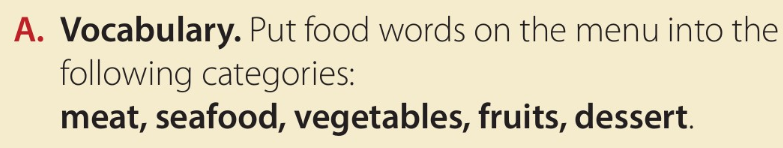 A. Vocabulary. Put food words on the menu into the
following categories:
meat, seafood, vegetables, fruits, dessert.